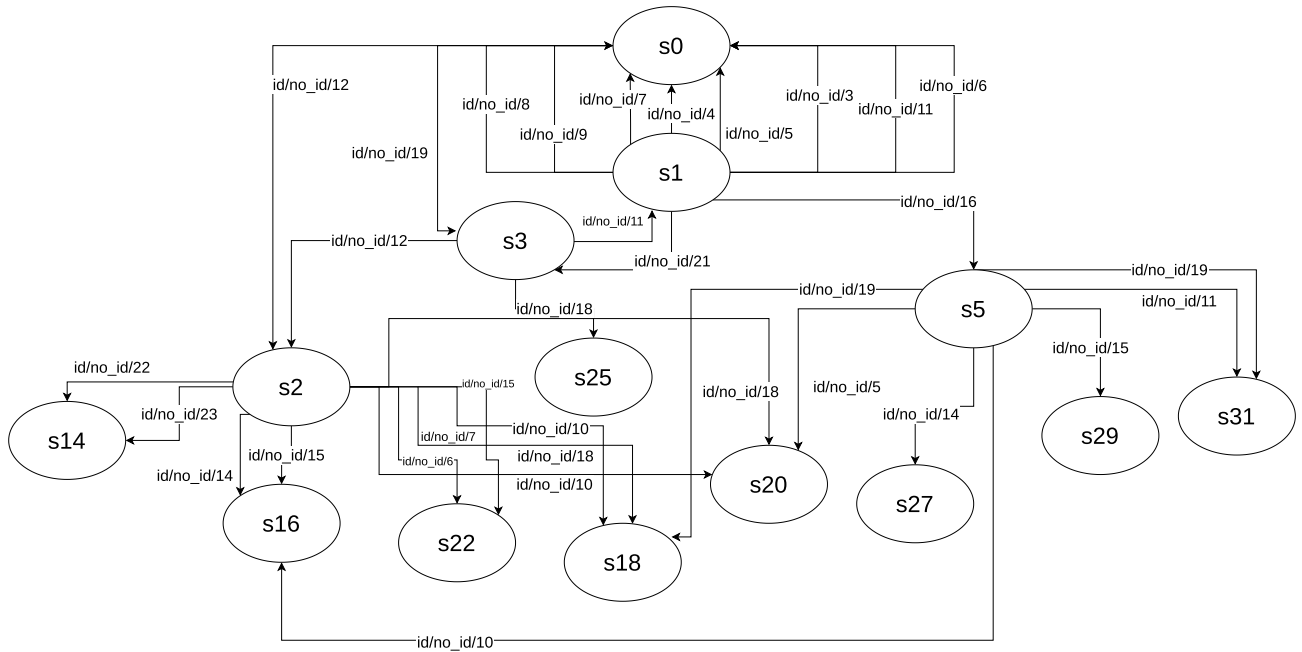 s0
id/no_id/12
id/no_id/6
id/no_id/3
id/no_id/7
id/no_id/8
id/no_id/11
id/no_id/4
id/no_id/9
id/no_id/5
id/no_id/19
s1
id/no_id/16
id/no_id/11
s3
id/no_id/12
id/no_id/21
id/no_id/19
id/no_id/19
id/no_id/11
id/no_id/18
s5
id/no_id/15
id/no_id/22
s25
s2
id/no_id/15
id/no_id/18
id/no_id/5
id/no_id/23
id/no_id/14
s31
id/no_id/10
s14
id/no_id/7
s29
id/no_id/15
id/no_id/18
id/no_id/6
id/no_id/14
id/no_id/10
s20
s27
s16
s22
s18
id/no_id/10